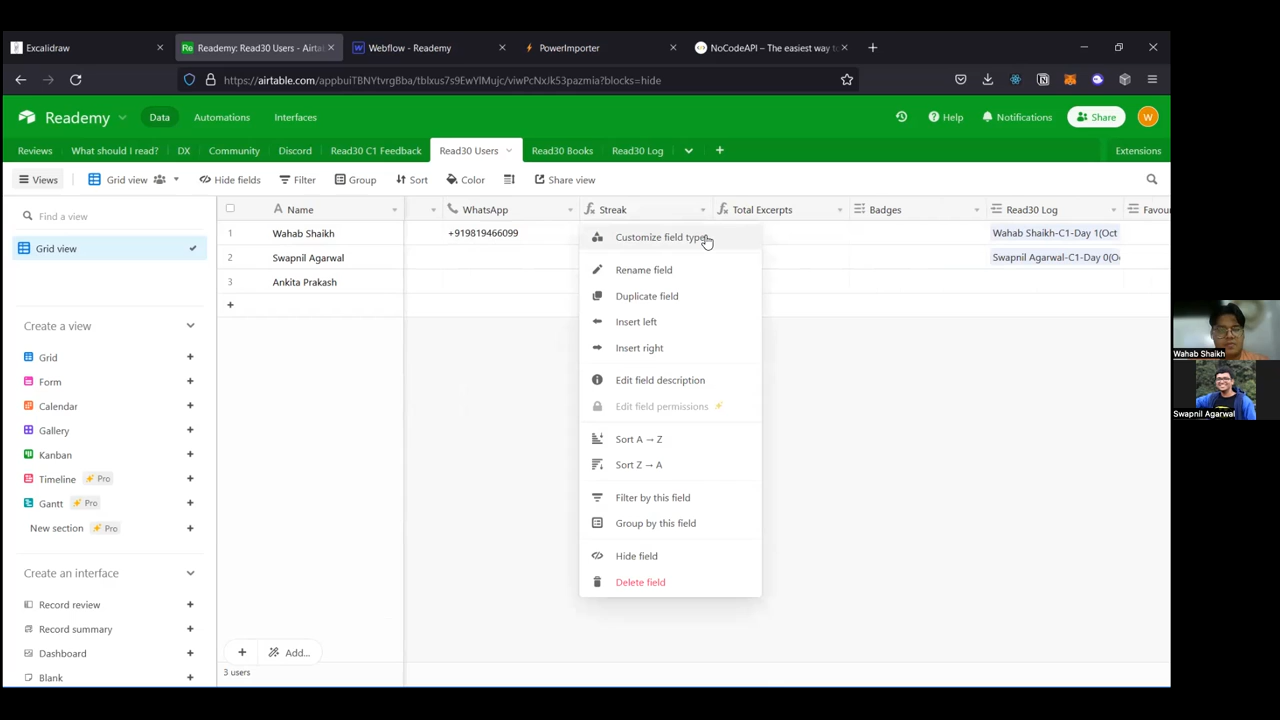 Excalidraw
Reademy: Read30 Users - Airtal
Webflow - Reademy
PowerImporter
NoCodeAPI – The easiest way to
https://airtable.com/appbuiTBNYtvrgBba/tblxus7s9EwYlMujc/viwPcNxJk53pazmia?blocks=hide
Reademy
Data
Automations
Interfaces
Help
Notifications
Share
W
Reviews
What should I read?
DX
Community
Discord
Read30 C1 Feedback
Read30 Users
Read30 Books
Read30 Log
Extensions
Views
Grid view
Hide fields
Filter
Group
Sort
Color
Share view
Find a view
Grid view
Create a view
Grid
Form
Calendar
Gallery
Kanban
Timeline Pro
Gantt Pro
New section Pro
Create an interface
Record review
Record summary
Dashboard
Blank
Name
WhatsApp
Streak
Total Excerpts
Badges
Read30 Log
Favou
1 Wahab Shaikh +919819466099 Wahab Shaikh-C1-Day 1(Oct
2 Swapnil Agarwal Swapnil Agarwal-C1-Day 0(O
3 Ankita Prakash
Customize field type
Rename field
Duplicate field
Insert left
Insert right
Edit field description
Edit field permissions
Sort A → Z
Sort Z → A
Filter by this field
Group by this field
Hide field
Delete field
Add...
3 users
Wahab Shaikh
Swapnil Agarwal